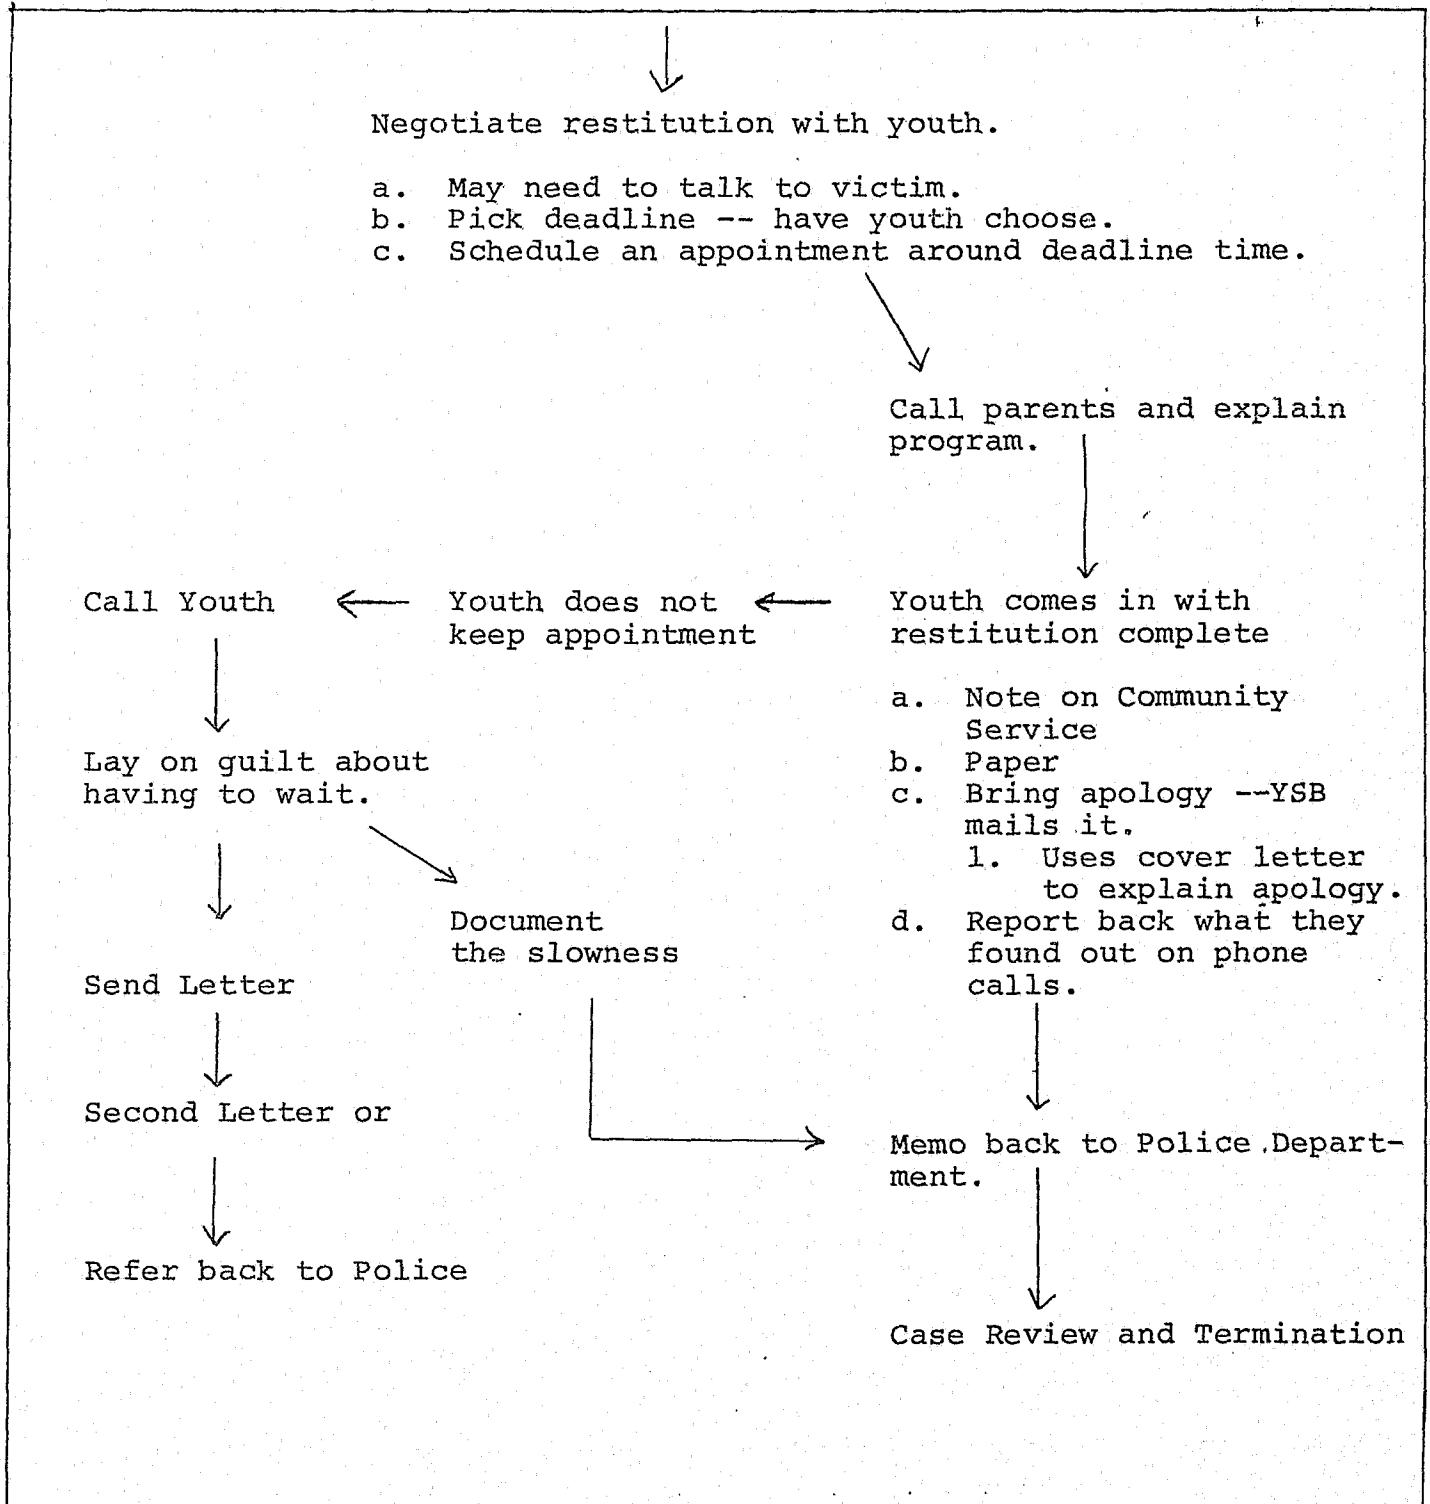 Negotiate restitution with youth.
a. May need to talk to victim.
b. Pick deadline -- have youth choose.
c. Schedule an appointment around deadline time.
Call parents and explain
program.
Youth comes in with
restitution complete
a. Note on Community
Service
b. Paper
c. Bring apology --YSB
mails it.
1. Uses cover letter
to explain apology.
d. Report back what they
found out on phone
calls.
Youth does not
keep appointment
Call Youth
Lay on guilt about
having to wait.
Document
the slowness
Send Letter
Second Letter or
Refer back to Police
Memo back to Police Depart-
ment.
Case Review and Termination